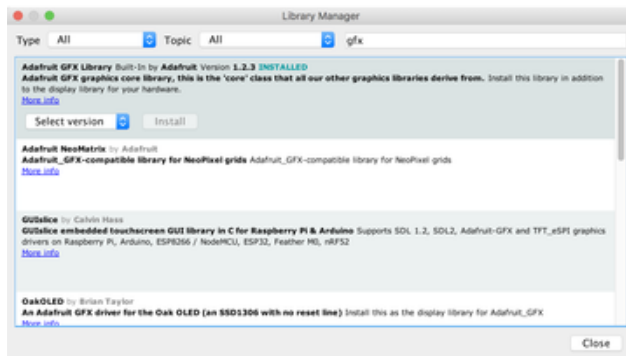 Library Manager
Type All Topic All gfx
Adafruit GFX Library Built-In by Adafruit Version 1.2.3 INSTALLED
Adafruit GFX graphics core library, this is the 'core' class that all our other graphics libraries derive from. Install this library in addition
to the display library for your hardware.
More info
Select version Install
Adafruit NeoMatrix by Adafruit
Adafruit_GFX-compatible library for NeoPixel grids Adafruit_GFX-compatible library for NeoPixel grids
More info
GUIslice by Calvin Hass
GUIslice embedded touchscreen GUI library in C for Raspberry Pi & Arduino Supports SDL 1.2, SDL2, Adafruit-GFX and TFT_eSPI graphics
drivers on Raspberry Pi, Arduino, ESP8266 / NodeMCU, ESP32, Feather M0, nRF52
More info
OakOLED by Brian Taylor
An Adafruit GFX driver for the Oak OLED (an SSD1306 with no reset line) Install this as the display library for Adafruit_GFX
More info
Close